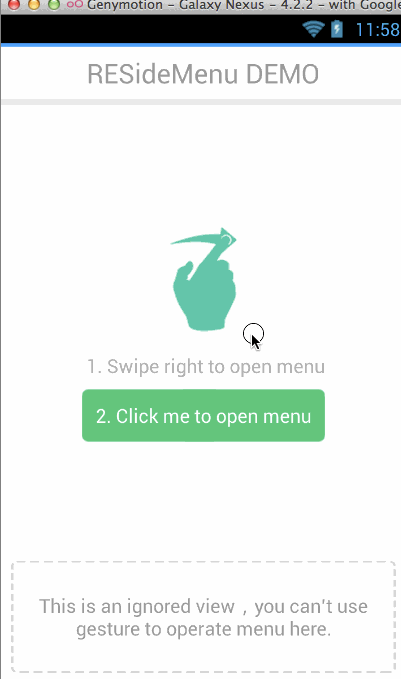 Genymotion – Galaxy Nexus – 4.2.2 – with Google
11:58
RESideMenu DEMO
1. Swipe right to open menu
2. Click me to open menu
This is an ignored view , you can't use
gesture to operate menu here.